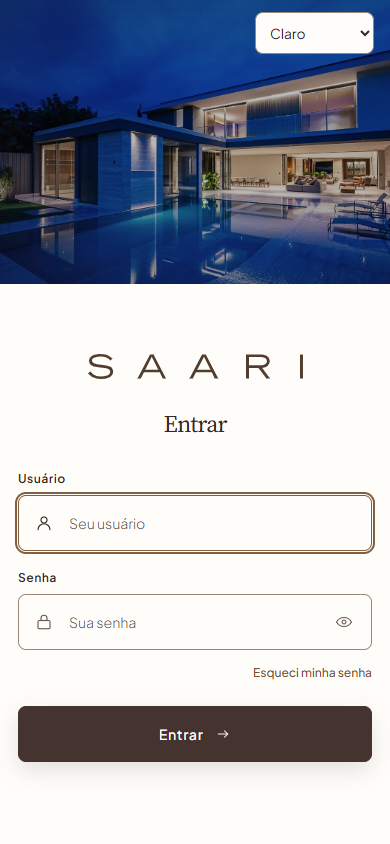 Claro
SAARI
Entrar
Usuário
Seu usuário
Senha
Sua senha
Esqueci minha senha
Entrar →